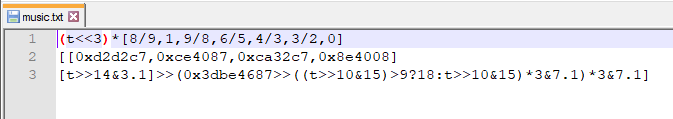 music.txt
1 (t<<3)*[8/9,1,9/8,6/5,4/3,3/2,0]
2 [[0xd2d2c7,0xce4087,0xca32c7,0x8e4008]
3 [t>>14&3.1]>>(0x3dbe4687>>((t>>10&15)>9?18:t>>10&15)*3&7.1)*3&7.1]